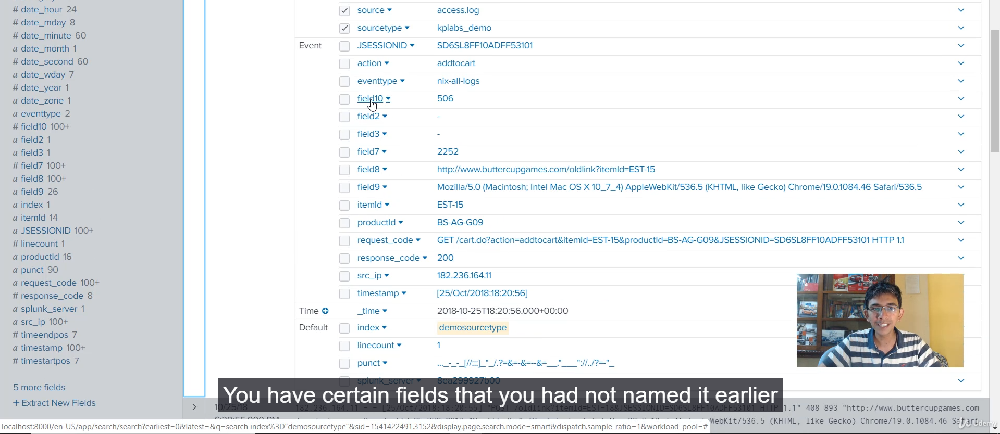 # date_hour 24
# date_mday 8
# date_minute 60
a date_month 1
# date_second 60
a date_wday 7
# date_year 1
a date_zone 1
a eventtype 2
# field10 100+
a field2 1
a field3 1
# field7 100+
a field8 100+
a field9 26
a index 1
a itemId 14
a JSESSIONID 100+
# linecount 1
a productId 16
a punct 90
a request_code 100+
# response_code 8
a splunk_server 1
a src_ip 100+
# timeendpos 7
a timestamp 100+
# timestartpos 7
5 more fields
+ Extract New Fields
source access.log
sourcetype kplabs_demo
Event JSESSIONID SD6SL8FF10ADFF53101
action addtocart
eventtype nix-all-logs
field10 506
field2 -
field3 -
field7 2252
field8 http://www.buttercupgames.com/oldlink?itemId=EST-15
field9 Mozilla/5.0 (Macintosh; Intel Mac OS X 10_7_4) AppleWebKit/536.5 (KHTML, like Gecko) Chrome/19.0.1084.46 Safari/536.5
itemId EST-15
productId BS-AG-G09
request_code GET /cart.do?action=addtocart&itemId=EST-15&productId=BS-AG-G09&JSESSIONID=SD6SL8FF10ADFF53101 HTTP 1.1
response_code 200
src_ip 182.236.164.11
timestamp [25/Oct/2018:18:20:56]
Time _time 2018-10-25T18:20:56.000+00:00
Default index demosourcetype
linecount 1
punct ..._-_-_[//:::]_"_/.?=&=-&=--&=___."____"://../?=-"_
splunk_server 8ea299927b00
You have certain fields that you had not named it earlier
10/25/18 182.236.164.11 - - [25/Oct/2018:18:20:55] "POST /oldlink?itemId=EST-18&JSESSIONID=SD6SL8FF10ADFF53101 HTTP 1.1" 408 893 "http://www.buttercupgames.com
WebKit/536.5 (KHTML, like Gecko) Chrome/19.0.1084.46 Safari
localhost:8000/en-US/app/search/search?earliest=0&latest=&q=search index%3D"demosourcetype"&sid=1541422491.3152&display.page.search.mode=smart&dispatch.sample_ratio=1&workload_pool=#
Udemy